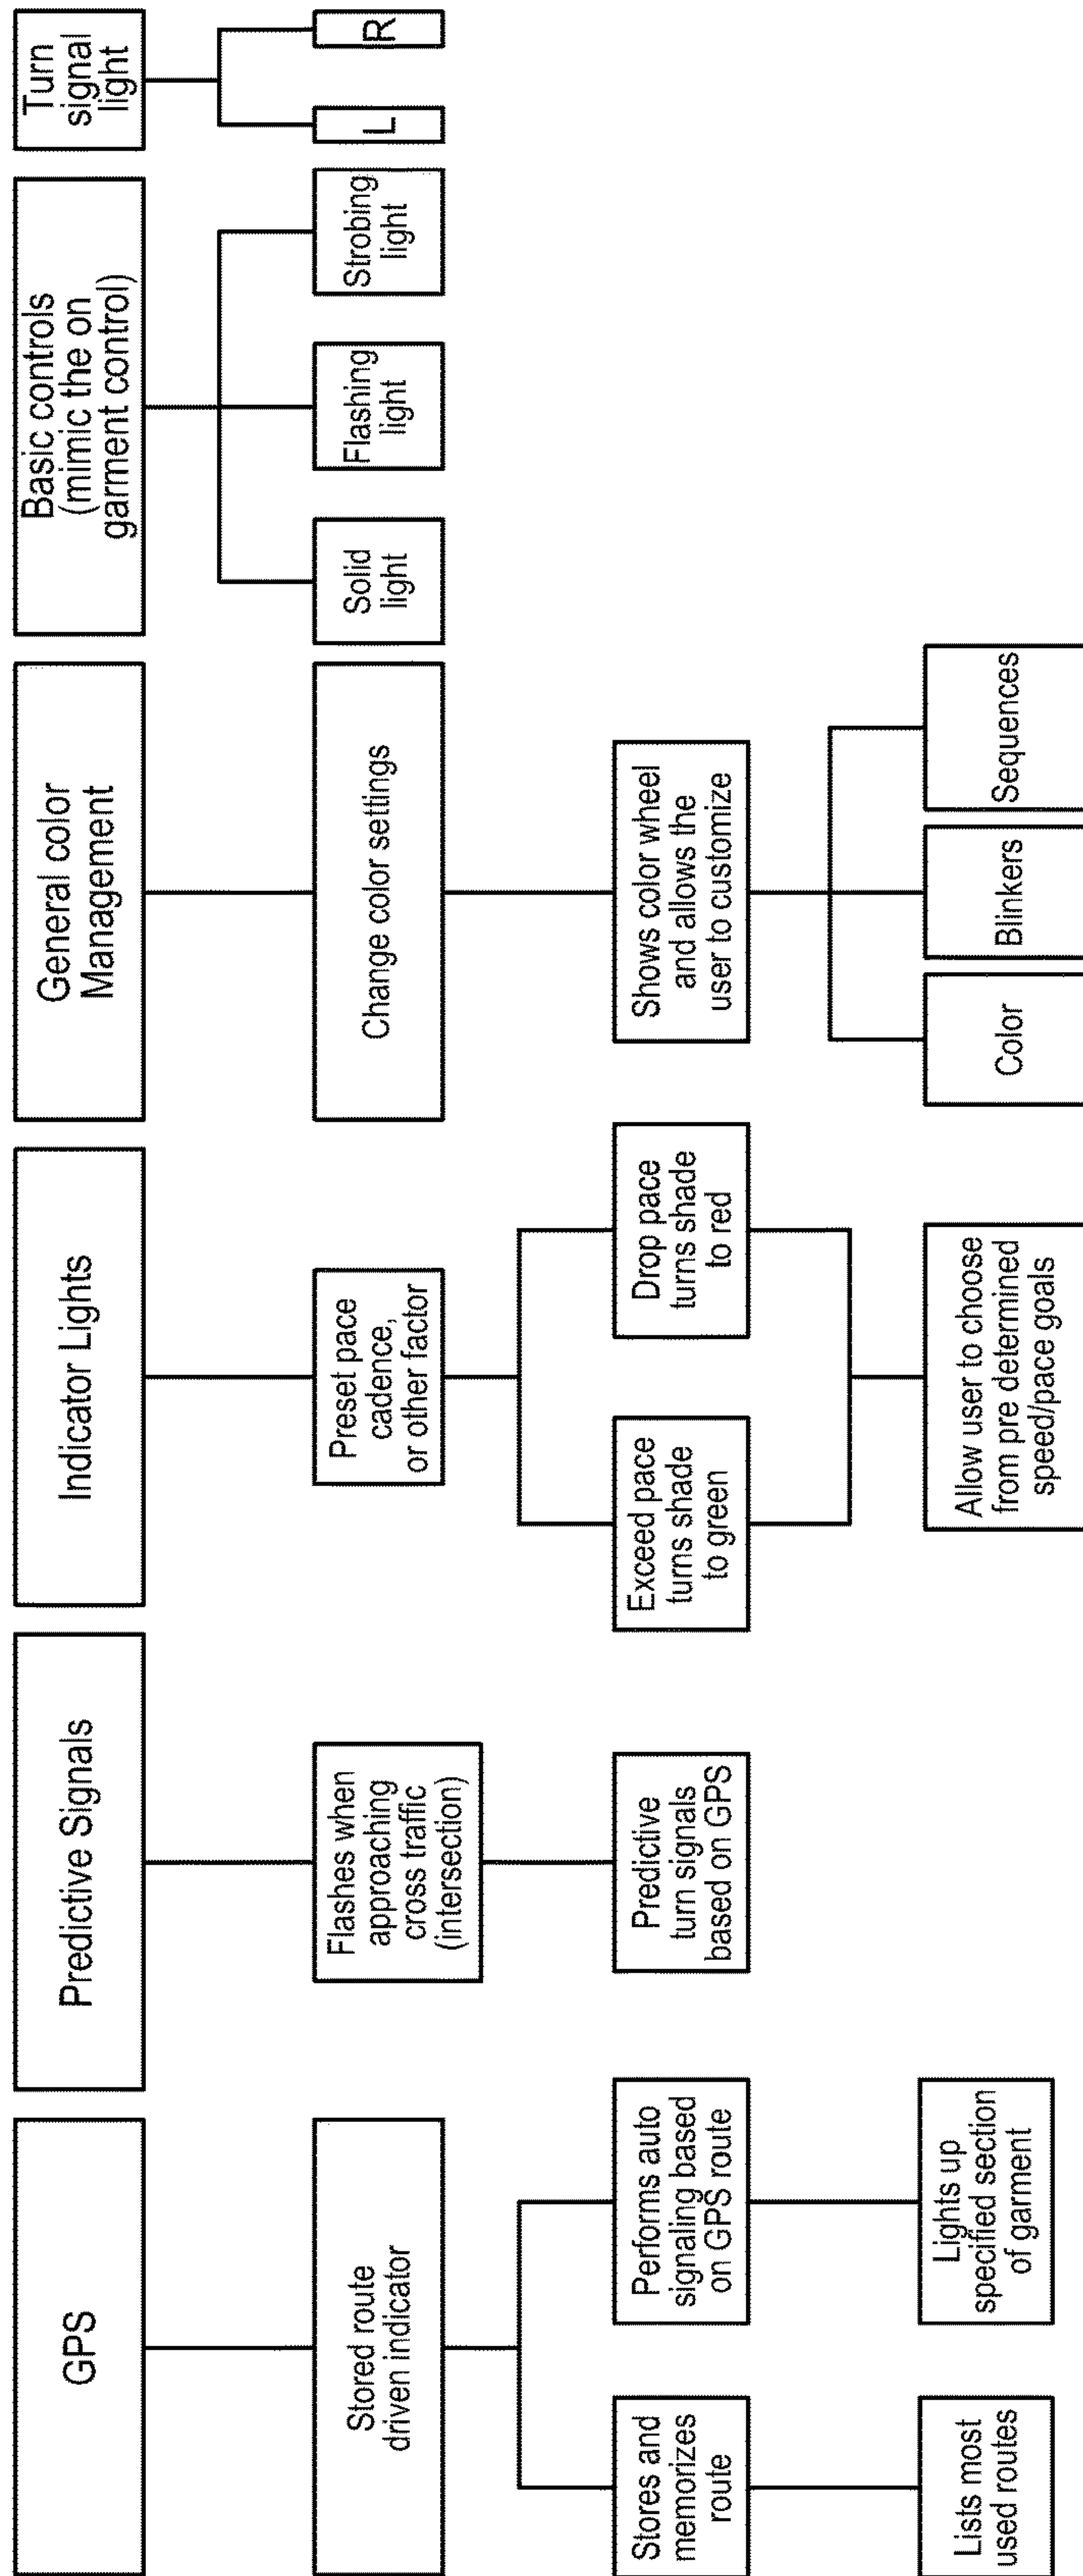 GPS
Predictive Signals
Indicator Lights
General color
Management
Basic controls
(mimic the on
garment control)
Turn
signal
light
Stored route
driven indicator
Flashes when
approaching
cross traffic
(intersection)
Preset pace
cadence,
or other factor
Change color settings
Solid
light
Flashing
light
Strobing
light
L
R
Stores and
memorizes
route
Performs auto
signaling based
on GPS route
Predictive
turn signals
based on GPS
Exceed pace
turns shade
to green
Drop pace
turns shade
to red
Shows color wheel
and allows the
user to customize
Lists most
used routes
Lights up
specified section
of garment
Allow user to choose
from pre determined
speed/pace goals
Color
Blinkers
Sequences